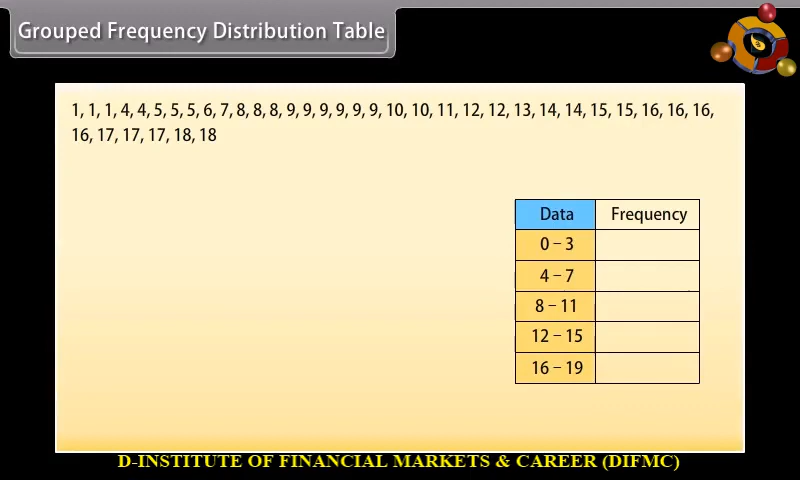 Grouped Frequency Distribution Table
1, 1, 1, 4, 4, 5, 5, 5, 6, 7, 8, 8, 8, 9, 9, 9, 9, 9, 9, 10, 10, 11, 12, 12, 13, 14, 14, 15, 15, 16, 16, 16,
16, 17, 17, 17, 18, 18
Data Frequency
0 – 3
4 – 7
8 – 11
12 – 15
16 – 19
D-INSTITUTE OF FINANCIAL MARKETS & CAREER (DIFMC)